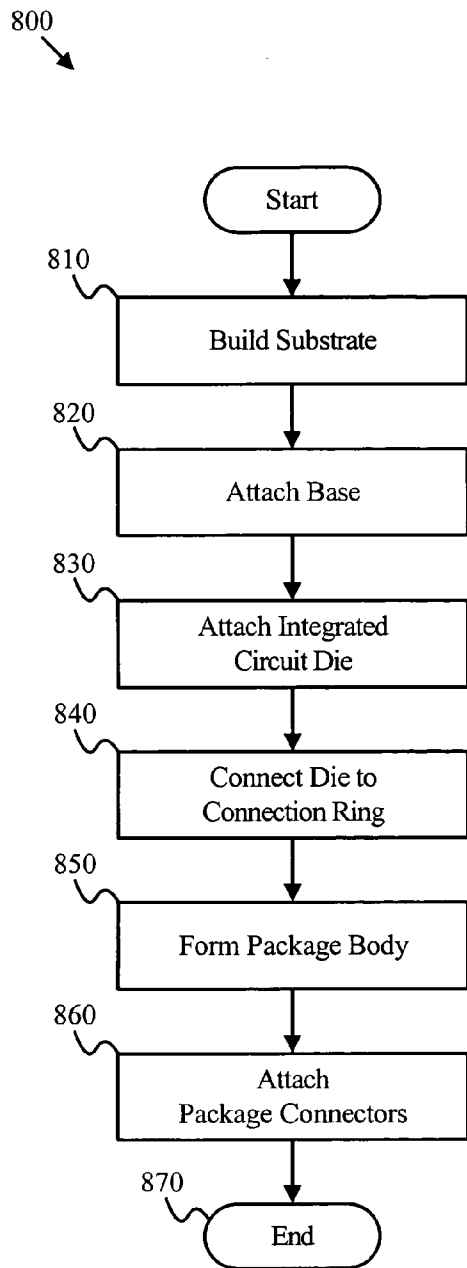 800
Start
810
Build Substrate
820
Attach Base
830
Attach Integrated
Circuit Die
840
Connect Die to
Connection Ring
850
Form Package Body
860
Attach
Package Connectors
870
End